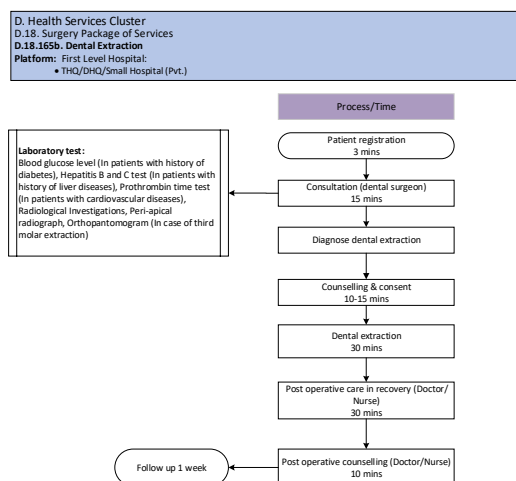 D. Health Services Cluster
D.18. Surgery Package of Services
D.18.165b. Dental Extraction
Platform: First Level Hospital:
• THQ/DHQ/Small Hospital (Pvt.)
Process/Time
Patient registration
3 mins
Laboratory test:
Blood glucose level (In patients with history of
diabetes), Hepatitis B and C test (In patients with
history of liver diseases), Prothrombin time test
(In patients with cardiovascular diseases),
Radiological Investigations, Peri-apical
radiograph, Orthopantomogram (In case of third
molar extraction)
Consultation (dental surgeon)
15 mins
Diagnose dental extraction
Counselling & consent
10-15 mins
Dental extraction
30 mins
Post operative care in recovery (Doctor/
Nurse)
30 mins
Post operative counselling (Doctor/Nurse)
10 mins
Follow up 1 week